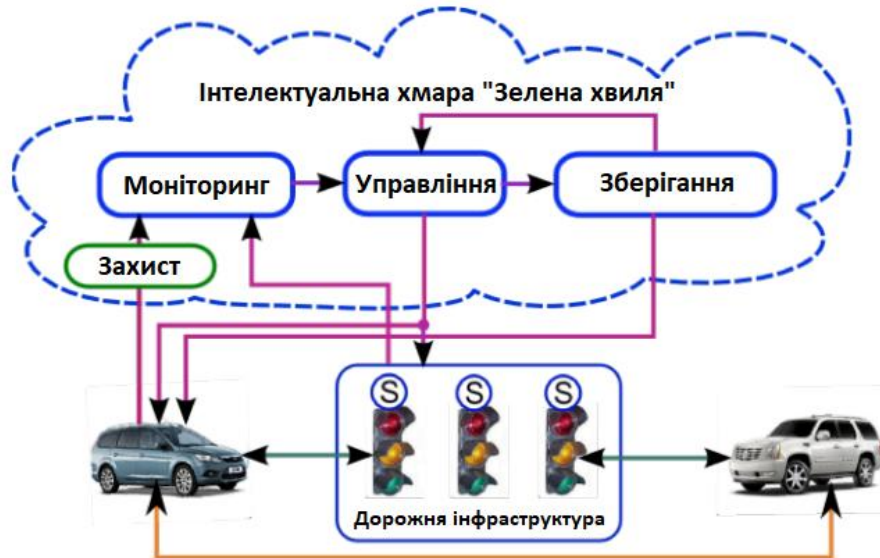 Інтелектуальна хмара "Зелена хвиля"
Моніторинг
Управління
Зберігання
Захист
S
S
S
Дорожня інфраструктура